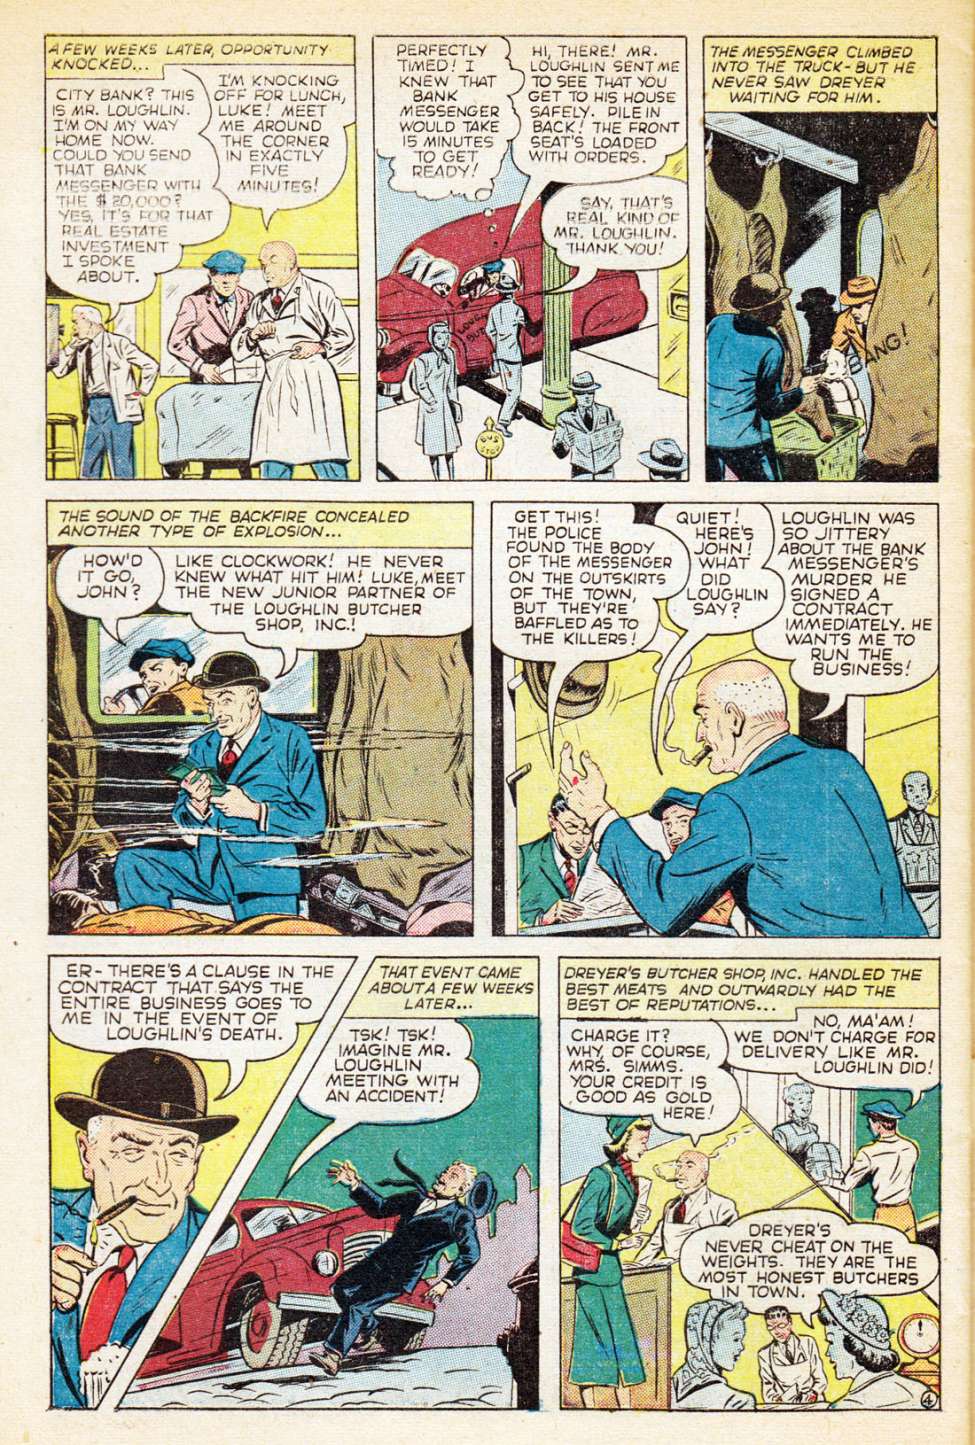 A FEW WEEKS LATER, OPPORTUNITY
KNOCKED...
CITY BANK? THIS
IS MR. LOUGHLIN.
I'M ON MY WAY
HOME NOW.
COULD YOU SEND
THAT BANK
MESSENGER WITH
THE $20,000?
YES, IT'S FOR THAT
REAL ESTATE
INVESTMENT
I SPOKE
ABOUT.
I'M KNOCKING
OFF FOR LUNCH,
LUKE! MEET
ME AROUND
THE CORNER
IN EXACTLY
FIVE
MINUTES!
PERFECTLY
TIMED! I
KNEW THAT
BANK
MESSENGER
WOULD TAKE
15 MINUTES
TO GET
READY!
HI, THERE! MR.
LOUGHLIN SENT ME
TO SEE THAT YOU
GET TO HIS HOUSE
SAFELY. PILE IN
BACK! THE FRONT
SEAT'S LOADED
WITH ORDERS.
SAY, THAT'S
REAL KIND OF
MR. LOUGHLIN.
THANK YOU!
BUS
STOP
THE MESSENGER CLIMBED
INTO THE TRUCK-BUT HE
NEVER SAW DREYER
WAITING FOR HIM.
BANG!
THE SOUND OF THE BACKFIRE CONCEALED
ANOTHER TYPE OF EXPLOSION...
HOW'D
IT GO,
JOHN?
LIKE CLOCKWORK! HE NEVER
KNEW WHAT HIT HIM! LUKE, MEET
THE NEW JUNIOR PARTNER OF
THE LOUGHLIN BUTCHER
SHOP, INC.!
GET THIS!
THE POLICE
FOUND THE BODY
OF THE MESSENGER
ON THE OUTSKIRTS
OF THE TOWN,
BUT THEY'RE
BAFFLED AS TO
THE KILLERS!
QUIET!
HERE'S
JOHN!
WHAT
DID
LOUGHLIN
SAY?
LOUGHLIN WAS
SO JITTERY
ABOUT THE BANK
MESSENGER'S
MURDER HE
SIGNED A
CONTRACT
IMMEDIATELY. HE
WANTS ME TO
RUN THE
BUSINESS!
ER-THERE'S A CLAUSE IN THE
CONTRACT THAT SAYS THE
ENTIRE BUSINESS GOES TO
ME IN THE EVENT OF
LOUGHLIN'S DEATH.
THAT EVENT CAME
ABOUT A FEW WEEKS
LATER...
TSK! TSK!
IMAGINE MR.
LOUGHLIN
MEETING WITH
AN ACCIDENT!
DREYER'S BUTCHER SHOP, INC. HANDLED THE
BEST MEATS AND OUTWARDLY HAD THE
BEST OF REPUTATIONS...
CHARGE IT?
WHY, OF COURSE,
MRS. SIMMS.
YOUR CREDIT IS
GOOD AS GOLD
HERE!
NO, MA'AM!
WE DON'T CHARGE FOR
DELIVERY LIKE MR.
LOUGHLIN DID!
DREYER'S
NEVER CHEAT ON THE
WEIGHTS. THEY ARE THE
MOST HONEST BUTCHERS
IN TOWN.
4